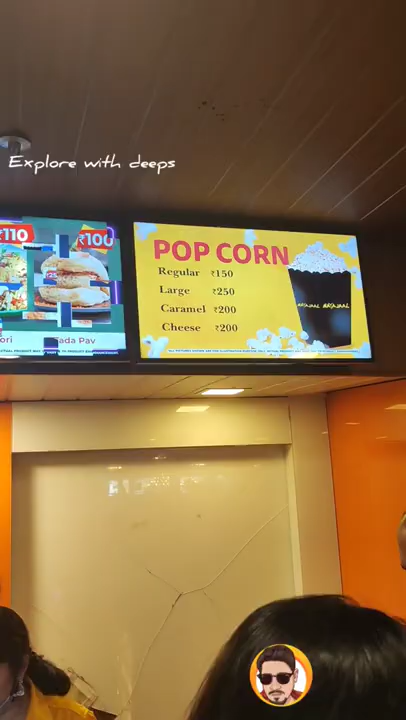 Explore with deeps
₹110
₹100
ada Pav
POP CORN
Regular ₹150
Large ₹250
Caramel ₹200
Cheese ₹200